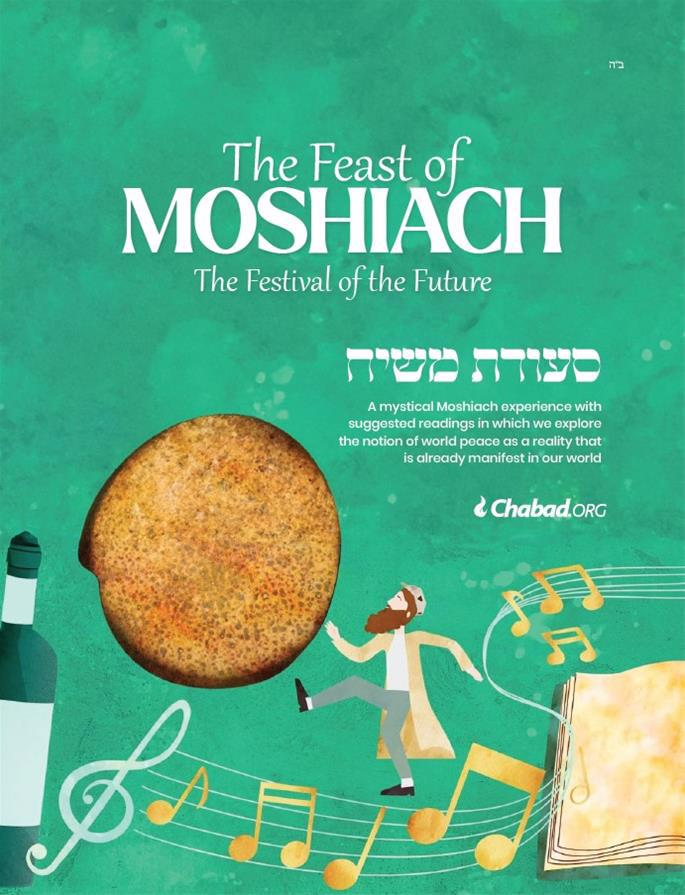 ב"ה
The Feast of
MOSHIACH
The Festival of the Future
סעודת משיח
A mystical Moshiach experience with
suggested readings in which we explore
the notion of world peace as a reality that
is already manifest in our world
Chabad.ORG